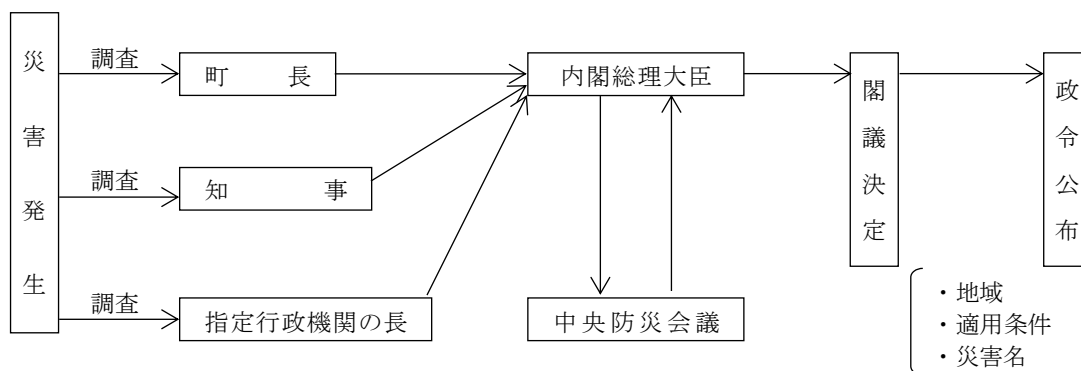 災害発生
調査
町長
調査
知事
調査
指定行政機関の長
内閣総理大臣
中央防災会議
閣議決定
政令公布
・地域
・適用条件
・災害名